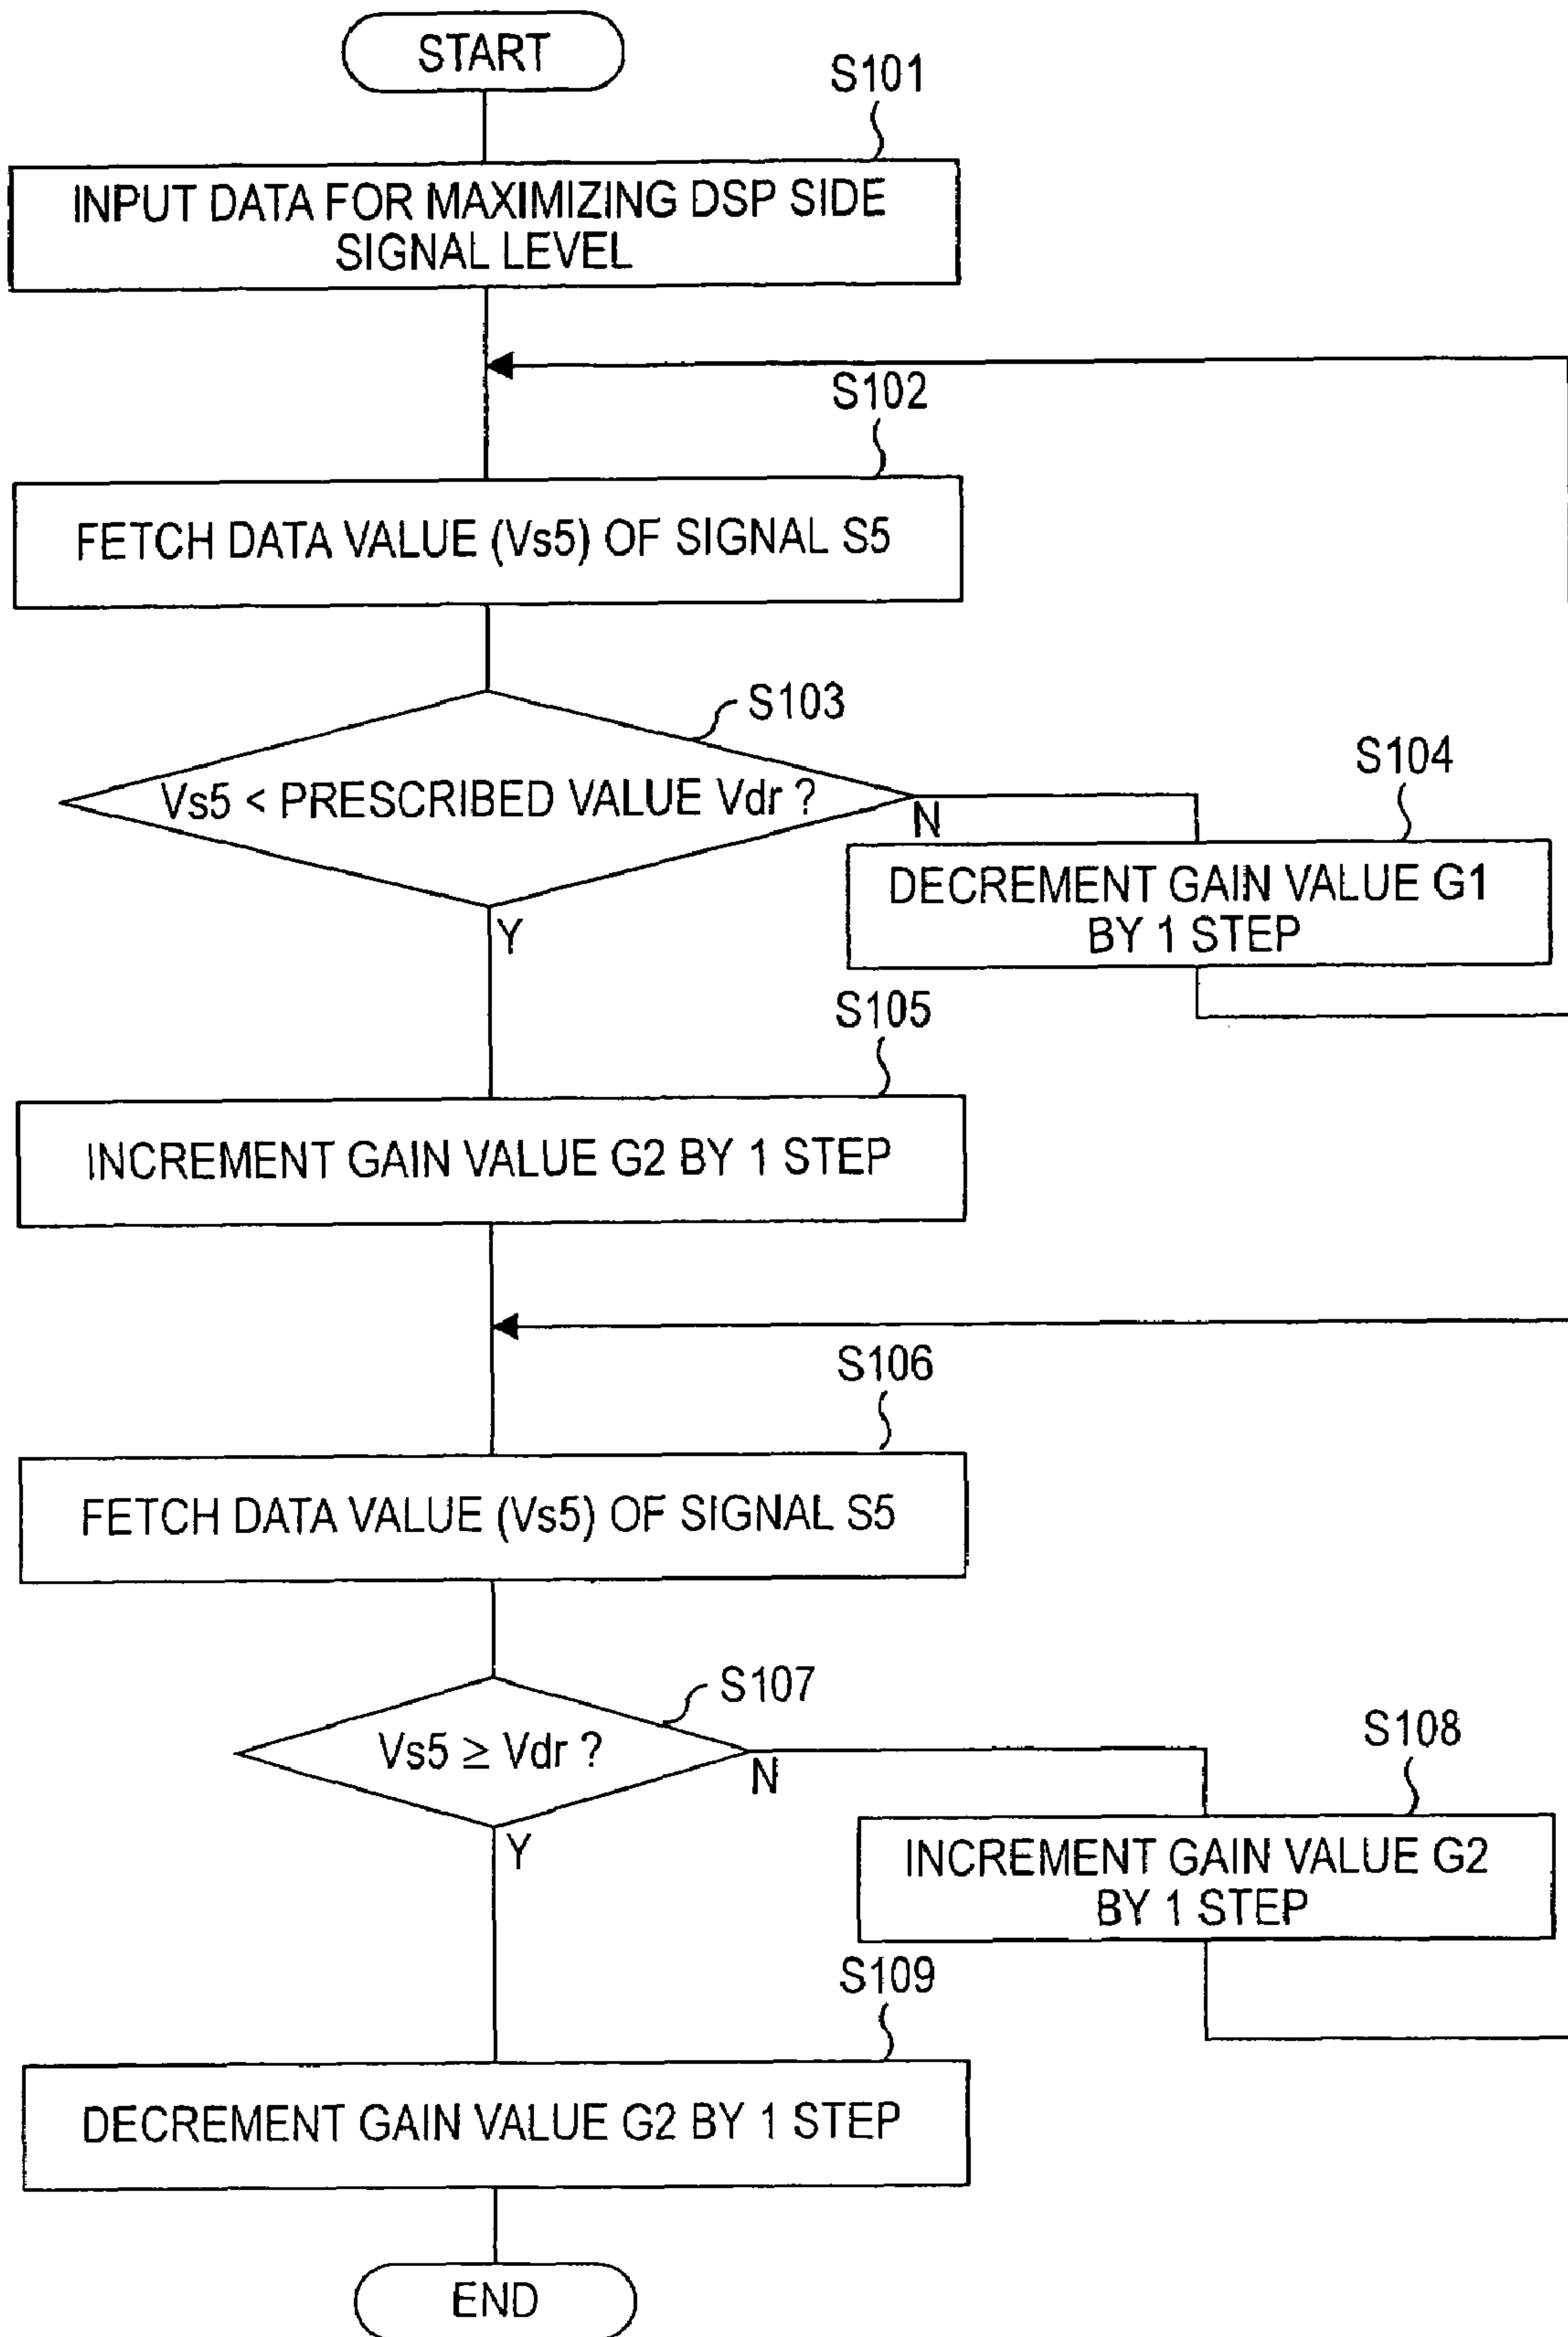 START
S101
INPUT DATA FOR MAXIMIZING DSP SIDE
SIGNAL LEVEL
S102
FETCH DATA VALUE (Vs5) OF SIGNAL S5
S103
Vs5 < PRESCRIBED VALUE Vdr ?
N
Y
S104
DECREMENT GAIN VALUE G1
BY 1 STEP
S105
INCREMENT GAIN VALUE G2 BY 1 STEP
S106
FETCH DATA VALUE (Vs5) OF SIGNAL S5
S107
Vs5 ≥ Vdr ?
N
Y
S108
INCREMENT GAIN VALUE G2
BY 1 STEP
S109
DECREMENT GAIN VALUE G2 BY 1 STEP
END